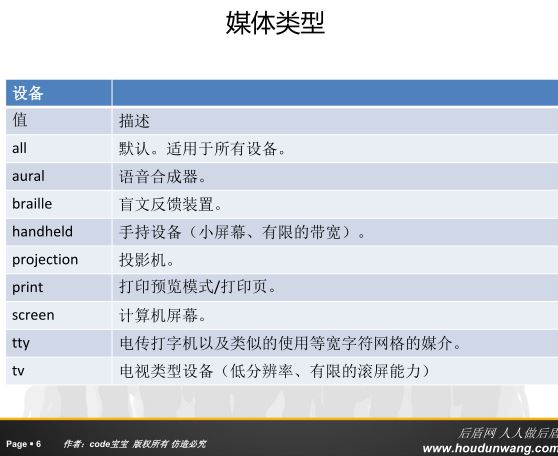 媒体类型
设备
值 描述
all 默认。适用于所有设备。
aural 语音合成器。
braille 盲文反馈装置。
handheld 手持设备（小屏幕、有限的带宽）。
projection 投影机。
print 打印预览模式/打印页。
screen 计算机屏幕。
tty 电传打字机以及类似的使用等宽字符网格的媒介。
tv 电视类型设备（低分辨率、有限的滚屏能力）
后盾网 人人做后盾
Page ▪ 6 作者：code宝宝 版权所有 仿造必究
www.houdunwang.com